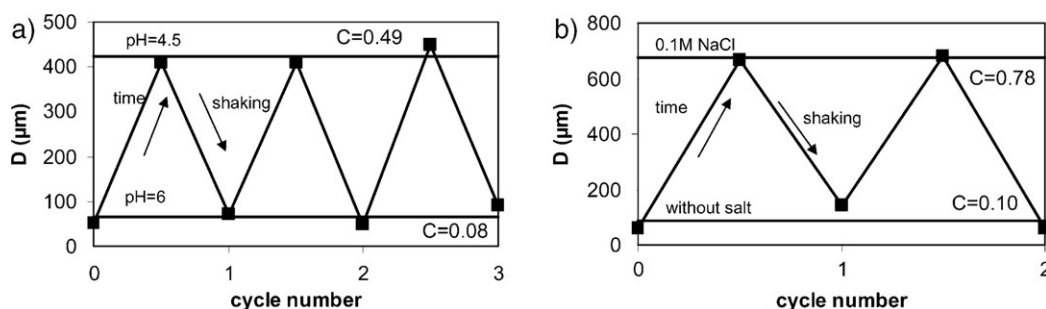 a)
500
400
300
200
100
0
D (µm)
pH=4.5
C=0.49
time
shaking
pH=6
C=0.08
0 1 2 3
cycle number
b)
800
600
400
200
0
D (µm)
0.1M NaCl
C=0.78
time
shaking
without salt
C=0.10
0 1 2
cycle number